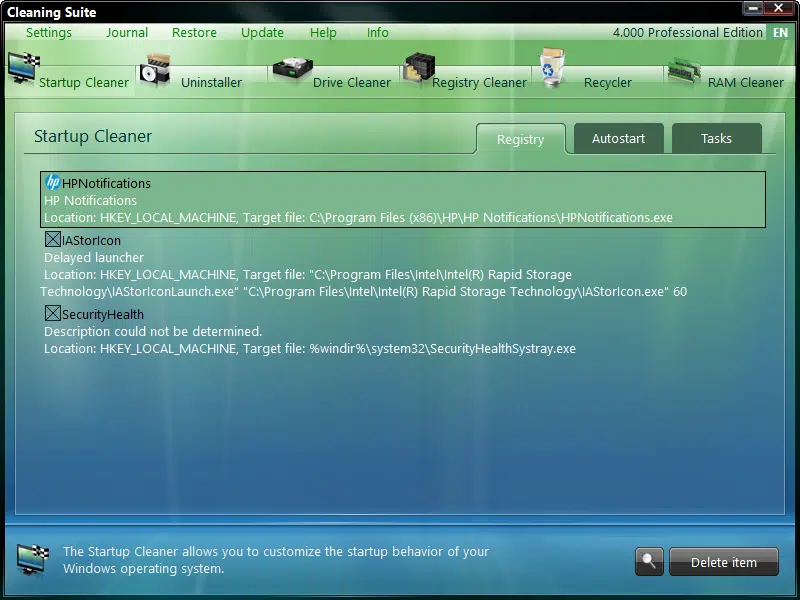 Cleaning Suite
Settings Journal Restore Update Help Info 4.000 Professional Edition EN
Startup Cleaner Uninstaller Drive Cleaner Registry Cleaner Recycler RAM Cleaner
Startup Cleaner
Registry Autostart Tasks
hp HPNotifications
HP Notifications
Location: HKEY_LOCAL_MACHINE, Target file: C:\Program Files (x86)\HP\HP Notifications\HPNotifications.exe
IAStorIcon
Delayed launcher
Location: HKEY_LOCAL_MACHINE, Target file: "C:\Program Files\Intel\Intel(R) Rapid Storage
Technology\IAStorIconLaunch.exe" "C:\Program Files\Intel\Intel(R) Rapid Storage Technology\IAStorIcon.exe" 60
SecurityHealth
Description could not be determined.
Location: HKEY_LOCAL_MACHINE, Target file: %windir%\system32\SecurityHealthSystray.exe
The Startup Cleaner allows you to customize the startup behavior of your
Windows operating system.
Delete item